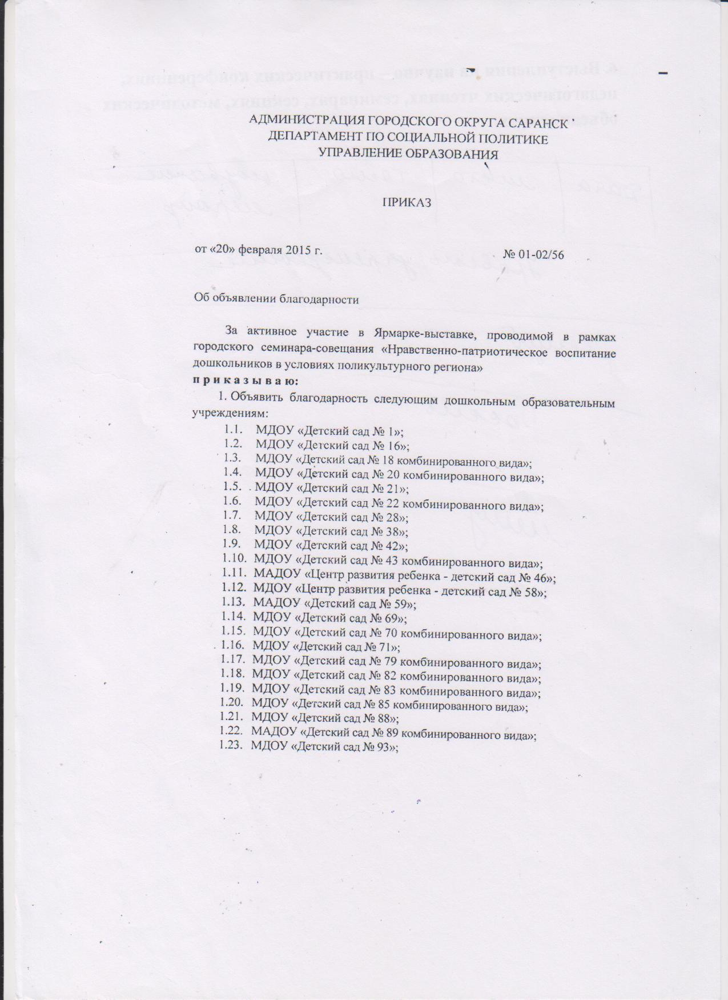 АДМИНИСТРАЦИЯ ГОРОДСКОГО ОКРУГА САРАНСК
ДЕПАРТАМЕНТ ПО СОЦИАЛЬНОЙ ПОЛИТИКЕ
УПРАВЛЕНИЕ ОБРАЗОВАНИЯ
ПРИКАЗ
от «20» февраля 2015 г. № 01-02/56
Об объявлении благодарности
За активное участие в Ярмарке-выставке, проводимой в рамках
городского семинара-совещания «Нравственно-патриотическое воспитание
дошкольников в условиях поликультурного региона»
п р и к а з ы в а ю:
1. Объявить благодарность следующим дошкольным образовательным
учреждениям:
1.1. МДОУ «Детский сад № 1»;
1.2. МДОУ «Детский сад № 16»;
1.3. МДОУ «Детский сад № 18 комбинированного вида»;
1.4. МДОУ «Детский сад № 20 комбинированного вида»;
1.5. МДОУ «Детский сад № 21»;
1.6. МДОУ «Детский сад № 22 комбинированного вида»;
1.7. МДОУ «Детский сад № 28»;
1.8. МДОУ «Детский сад № 38»;
1.9. МДОУ «Детский сад № 42»;
1.10. МДОУ «Детский сад № 43 комбинированного вида»;
1.11. МАДОУ «Центр развития ребенка - детский сад № 46»;
1.12. МДОУ «Центр развития ребенка - детский сад № 58»;
1.13. МАДОУ «Детский сад № 59»;
1.14. МДОУ «Детский сад № 69»;
1.15. МДОУ «Детский сад № 70 комбинированного вида»;
1.16. МДОУ «Детский сад № 71»;
1.17. МДОУ «Детский сад № 79 комбинированного вида»;
1.18. МДОУ «Детский сад № 82 комбинированного вида»;
1.19. МДОУ «Детский сад № 83 комбинированного вида»;
1.20. МДОУ «Детский сад № 85 комбинированного вида»;
1.21. МДОУ «Детский сад № 88»;
1.22. МАДОУ «Детский сад № 89 комбинированного вида»;
1.23. МДОУ «Детский сад № 93»;